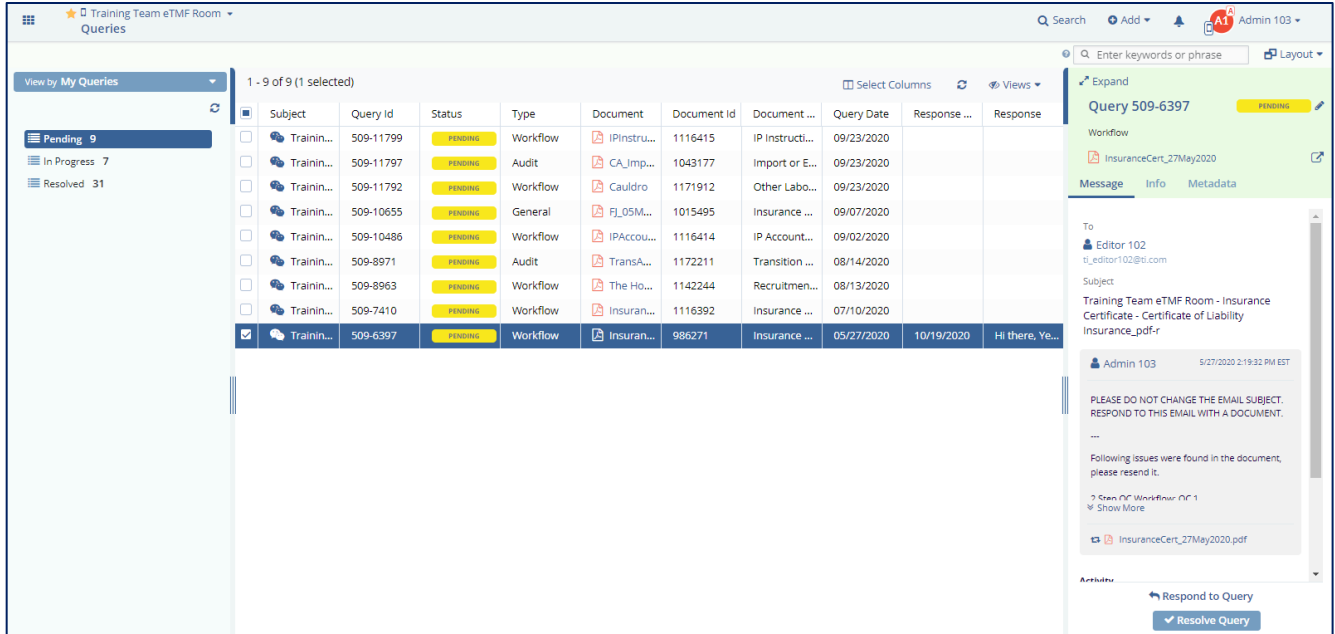 Training Team eTMF Room
Queries
Search Add A A1 Admin 103
Enter keywords or phrase Layout
View by My Queries
Pending 9
In Progress 7
Resolved 31
1 - 9 of 9 (1 selected) Select Columns Views
Subject Query Id Status Type Document Document Id Document ... Query Date Response ... Response
Trainin... 509-11799 PENDING Workflow IPInstru... 1116415 IP Instructi... 09/23/2020
Trainin... 509-11797 PENDING Audit CA_Imp... 1043177 Import or E... 09/23/2020
Trainin... 509-11792 PENDING Workflow Cauldro 1171912 Other Labo... 09/23/2020
Trainin... 509-10655 PENDING General FJ_05M... 1015495 Insurance ... 09/07/2020
Trainin... 509-10486 PENDING Workflow IPAccou... 1116414 IP Account... 09/02/2020
Trainin... 509-8971 PENDING Audit TransA... 1172211 Transition ... 08/14/2020
Trainin... 509-8963 PENDING Workflow The Ho... 1142244 Recruitmen... 08/13/2020
Trainin... 509-7410 PENDING Workflow Insuran... 1116392 Insurance ... 07/10/2020
Trainin... 509-6397 PENDING Workflow Insuran... 986271 Insurance ... 05/27/2020 10/19/2020 Hi there, Ye...
Expand
Query 509-6397 PENDING
Workflow
InsuranceCert_27May2020
Message Info Metadata
To
Editor 102
ti_editor102@ti.com
Subject
Training Team eTMF Room - Insurance
Certificate - Certificate of Liability
Insurance_pdf-r
Admin 103 5/27/2020 2:19:32 PM EST
PLEASE DO NOT CHANGE THE EMAIL SUBJECT.
RESPOND TO THIS EMAIL WITH A DOCUMENT.
---
Following issues were found in the document,
please resend it.
2 Step QC Workflow: QC 1
Show More
InsuranceCert_27May2020.pdf
Activity
Respond to Query
Resolve Query